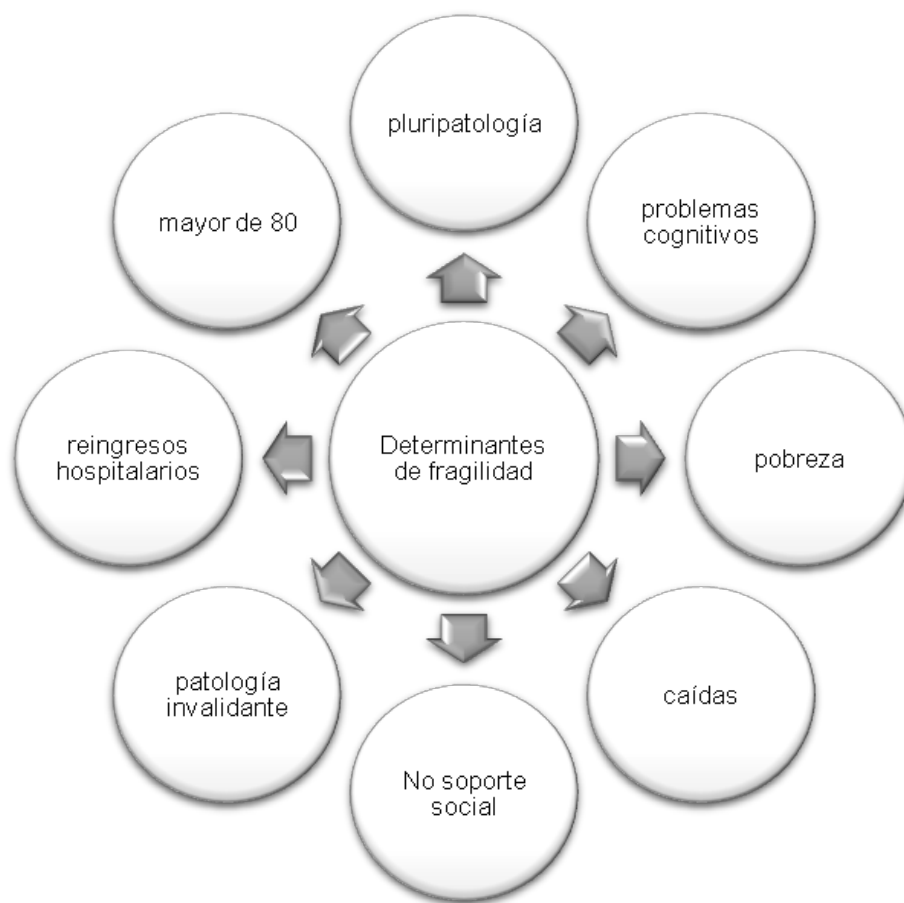 pluripatología
problemas
cognitivos
pobreza
caídas
No soporte
social
patología
invalidante
reingresos
hospitalarios
mayor de 80
Determinantes
de fragilidad